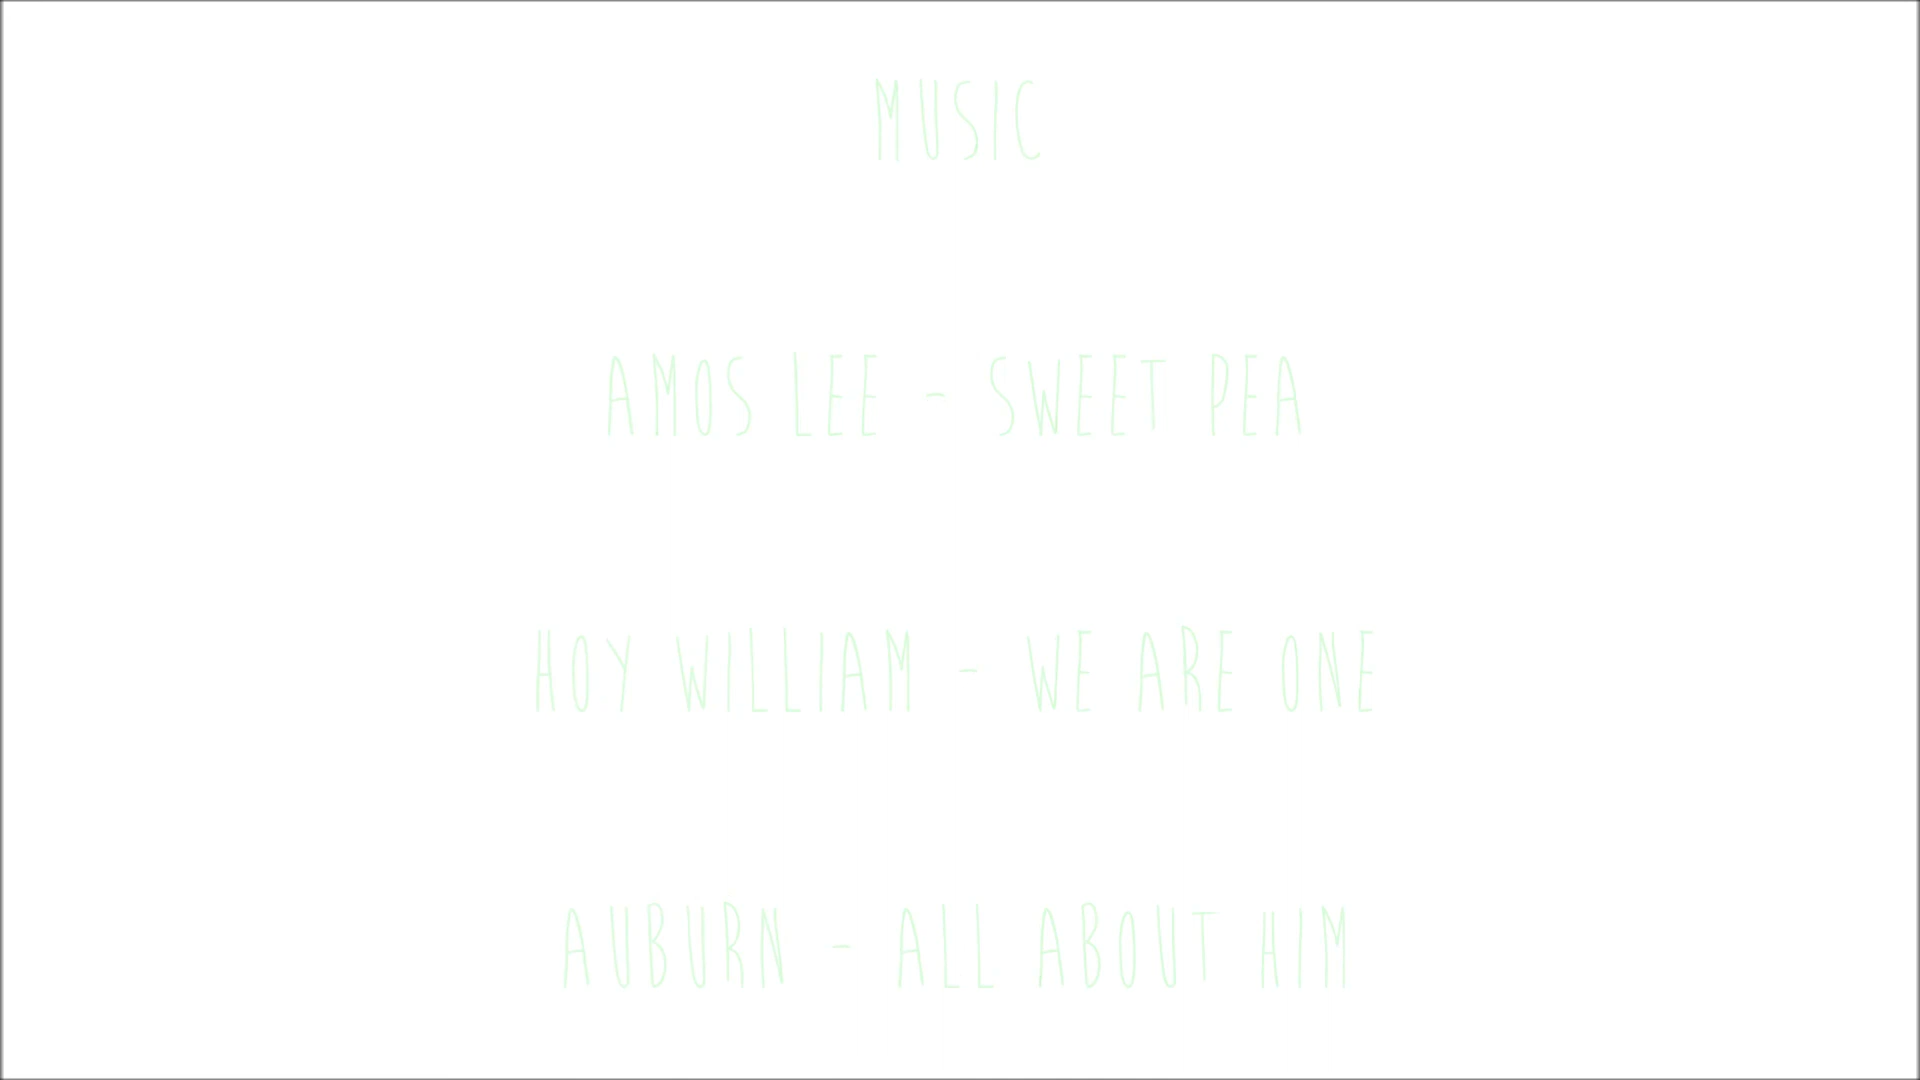 MUSIC
AMOS LEE - SWEET PEA
HOY WILLIAM - WE ARE ONE
AUBURN - ALL ABOUT HIM